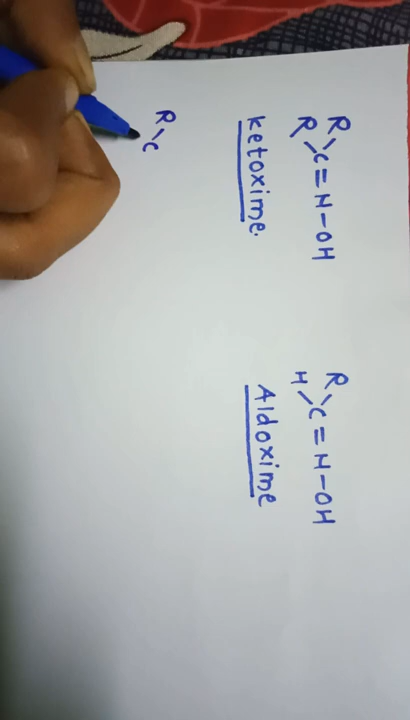 R
R C=N-OH
ketoxime.
R
H C=N-OH
Aldoxime
R
C